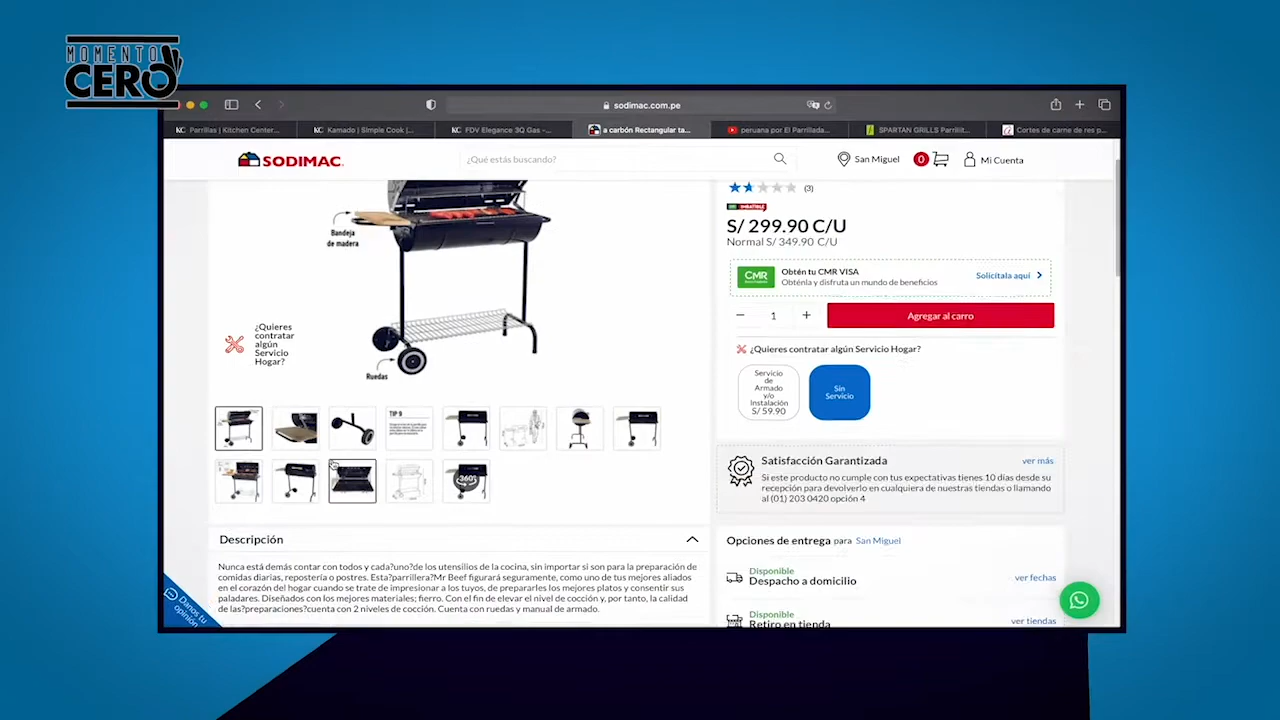 MOMENTO
CERO
sodimac.com.pe
KC Parrillas | Kitchen Center...
KC Kamado | Simple Cook |...
KC FDV Elegance 3Q Gas –...
a carbón Rectangular ta...
peruana por El Parrillada...
SPARTAN GRILLS Parrillit...
Cortes de carne de res p...
SODIMAC.
¿Qué estás buscando?
San Miguel
0
Mi Cuenta
Bandeja
de madera
Ruedas
¿Quieres
contratar
algún
Servicio
Hogar?
TIP 9
360°
(3)
S/ 299.90 C/U
Normal S/ 349.90 C/U
CMR
Obtén tu CMR VISA
Obténla y disfruta un mundo de beneficios
Solicítala aquí
− 1 +
Agregar al carro
¿Quieres contratar algún Servicio Hogar?
Servicio
de
Armado
y/o
Instalación
S/ 59.90
Sin
Servicio
Satisfacción Garantizada
ver más
Si este producto no cumple con tus expectativas tienes 10 días desde su
recepción para devolverlo en cualquiera de nuestras tiendas o llamando
al (01) 203 0420 opción 4
Descripción
Nunca está demás contar con todos y cada?uno?de los utensilios de la cocina, sin importar si son para la preparación de
comidas diarias, repostería o postres. Esta?parrillera?Mr Beef figurará seguramente, como uno de tus mejores aliados
en el corazón del hogar cuando se trate de impresionar a los tuyos, de prepararles los mejores platos y consentir sus
paladares. Diseñados con los mejores materiales; fierro. Con el fin de elevar el nivel de cocción y, por tanto, la calidad
de las?preparaciones?cuenta con 2 niveles de cocción. Cuenta con ruedas y manual de armado.
Opciones de entrega para San Miguel
Disponible
Despacho a domicilio
ver fechas
Disponible
Retiro en tienda
ver tiendas
Danos tu
opinión